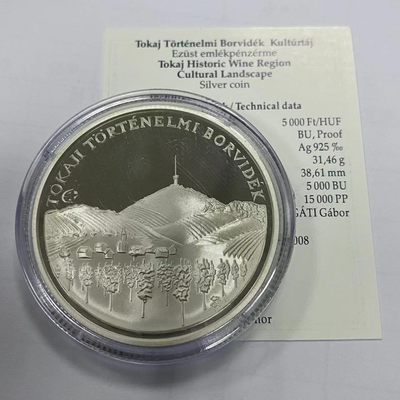 Tokaj Történelmi Borvidék Kultúrtáj
Ezüst emlékpénzérme
Tokaj Historic Wine Region
Cultural Landscape
Silver coin
/ Technical data
5 000 Ft/HUF
BU, Proof
Ag 925 ‰
31,46 g
38,61 mm
5 000 BU
15 000 PP
GÁTI Gábor
2008
TOKAJI TÖRTÉNELMI BORVIDÉK